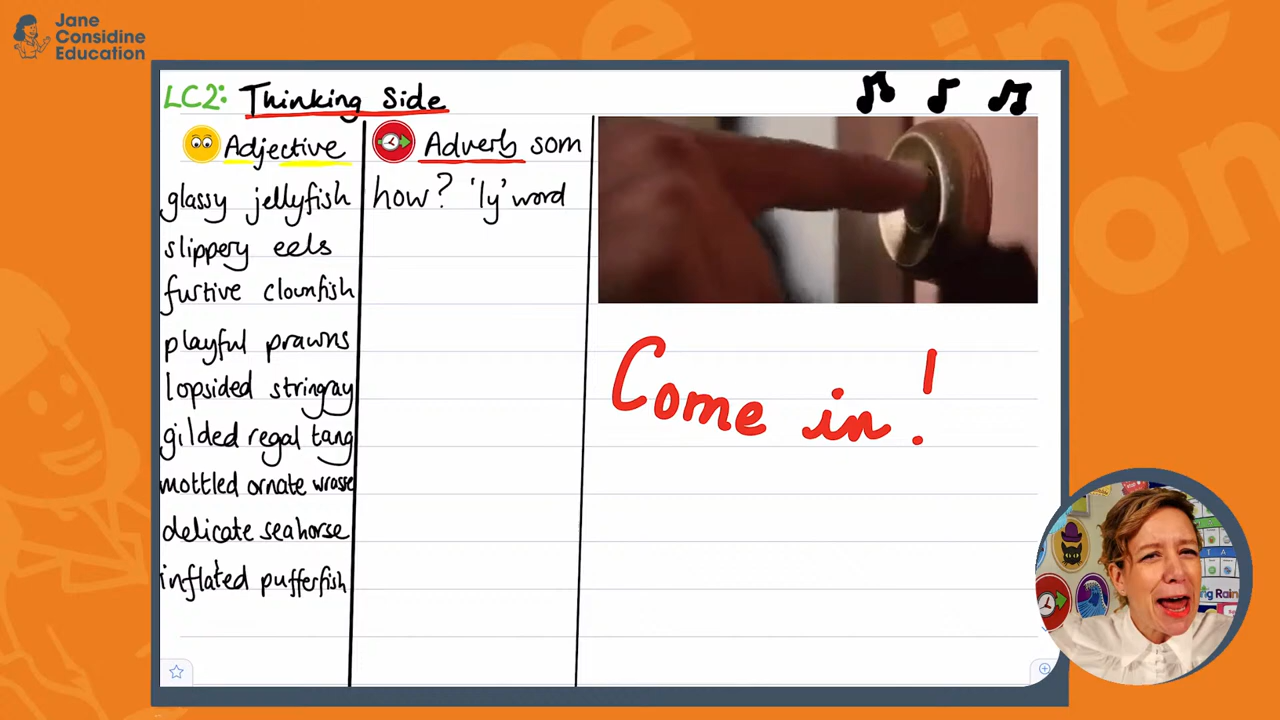 Jane
Considine
Education
LC2: Thinking Side
Adjective
glassy jellyfish
slippery eels
furtive clownfish
playful prawns
lopsided stringray
gilded regal tang
mottled ornate wrasse
delicate seahorse
inflated pufferfish
Adverb som
how? 'ly' word
Come in!